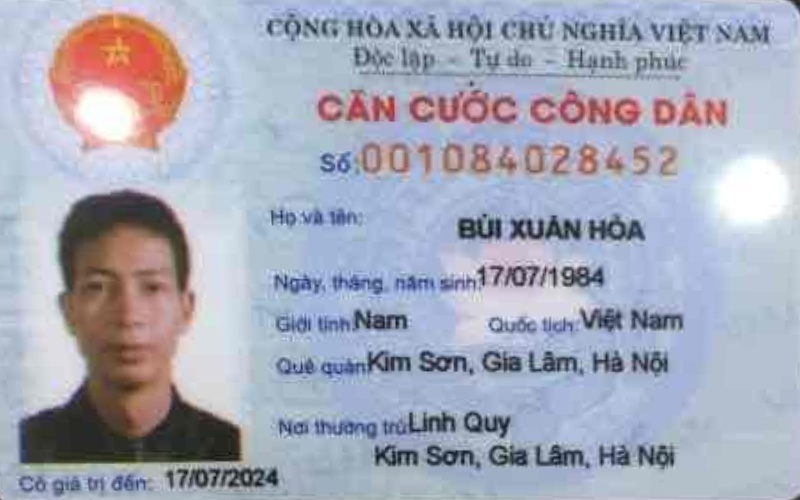 CỘNG HÒA XÃ HỘI CHỦ NGHĨA VIỆT NAM
Độc lập - Tự do - Hạnh phúc
CĂN CƯỚC CÔNG DÂN
Số: 001084028452
Họ và tên: BÙI XUÂN HÒA
Ngày, tháng, năm sinh: 17/07/1984
Giới tính: Nam Quốc tịch: Việt Nam
Quê quán: Kim Sơn, Gia Lâm, Hà Nội
Nơi thường trú: Linh Quy
Kim Sơn, Gia Lâm, Hà Nội
Có giá trị đến: 17/07/2024